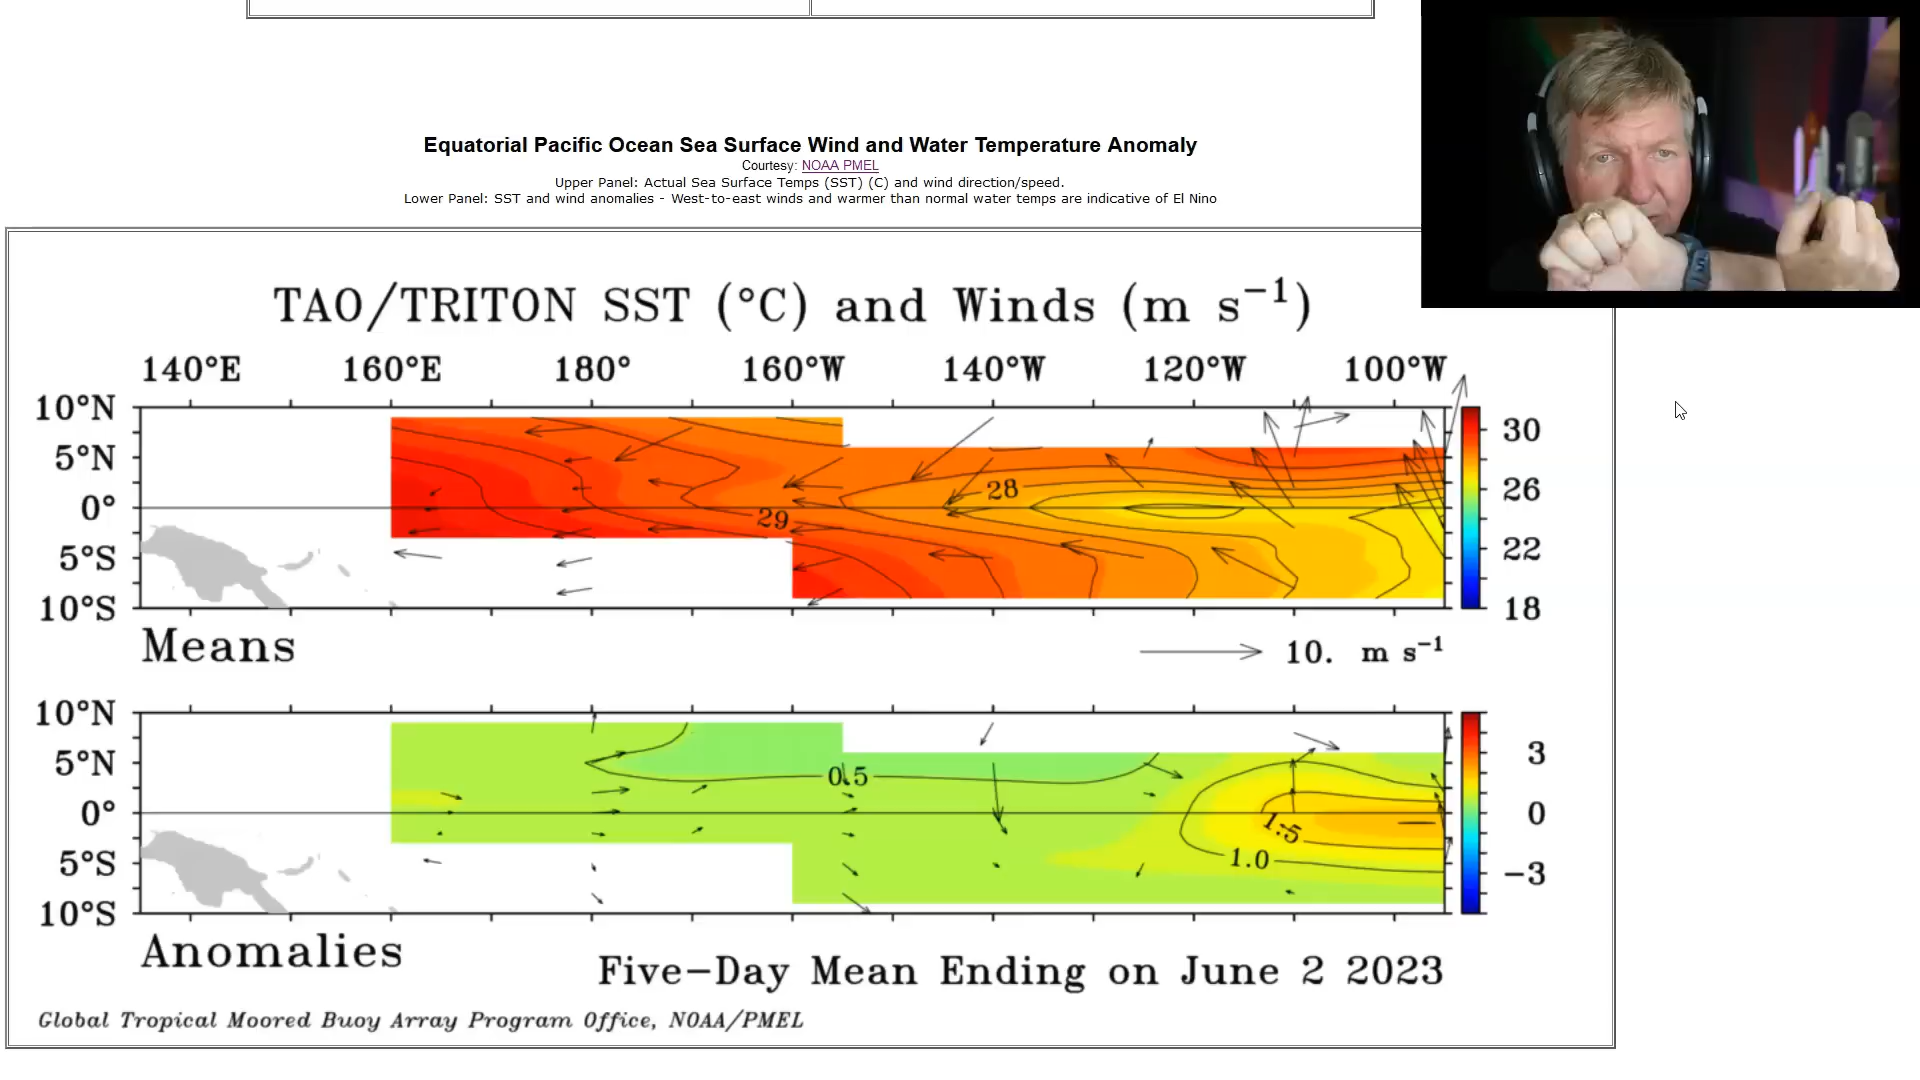 Equatorial Pacific Ocean Sea Surface Wind and Water Temperature Anomaly
Courtesy: NOAA PMEL
Upper Panel: Actual Sea Surface Temps (SST) (C) and wind direction/speed.
Lower Panel: SST and wind anomalies - West-to-east winds and warmer than normal water temps are indicative of El Nino
TAO/TRITON SST (°C) and Winds (m s⁻¹)
140°E 160°E 180° 160°W 140°W 120°W 100°W
10°N
5°N
0°
5°S
10°S
28
29
30
26
22
18
Means
10. m s⁻¹
10°N
5°N
0°
5°S
10°S
0.5
1.5
1.0
3
0
−3
Anomalies
Five−Day Mean Ending on June 2 2023
Global Tropical Moored Buoy Array Program Office, NOAA/PMEL